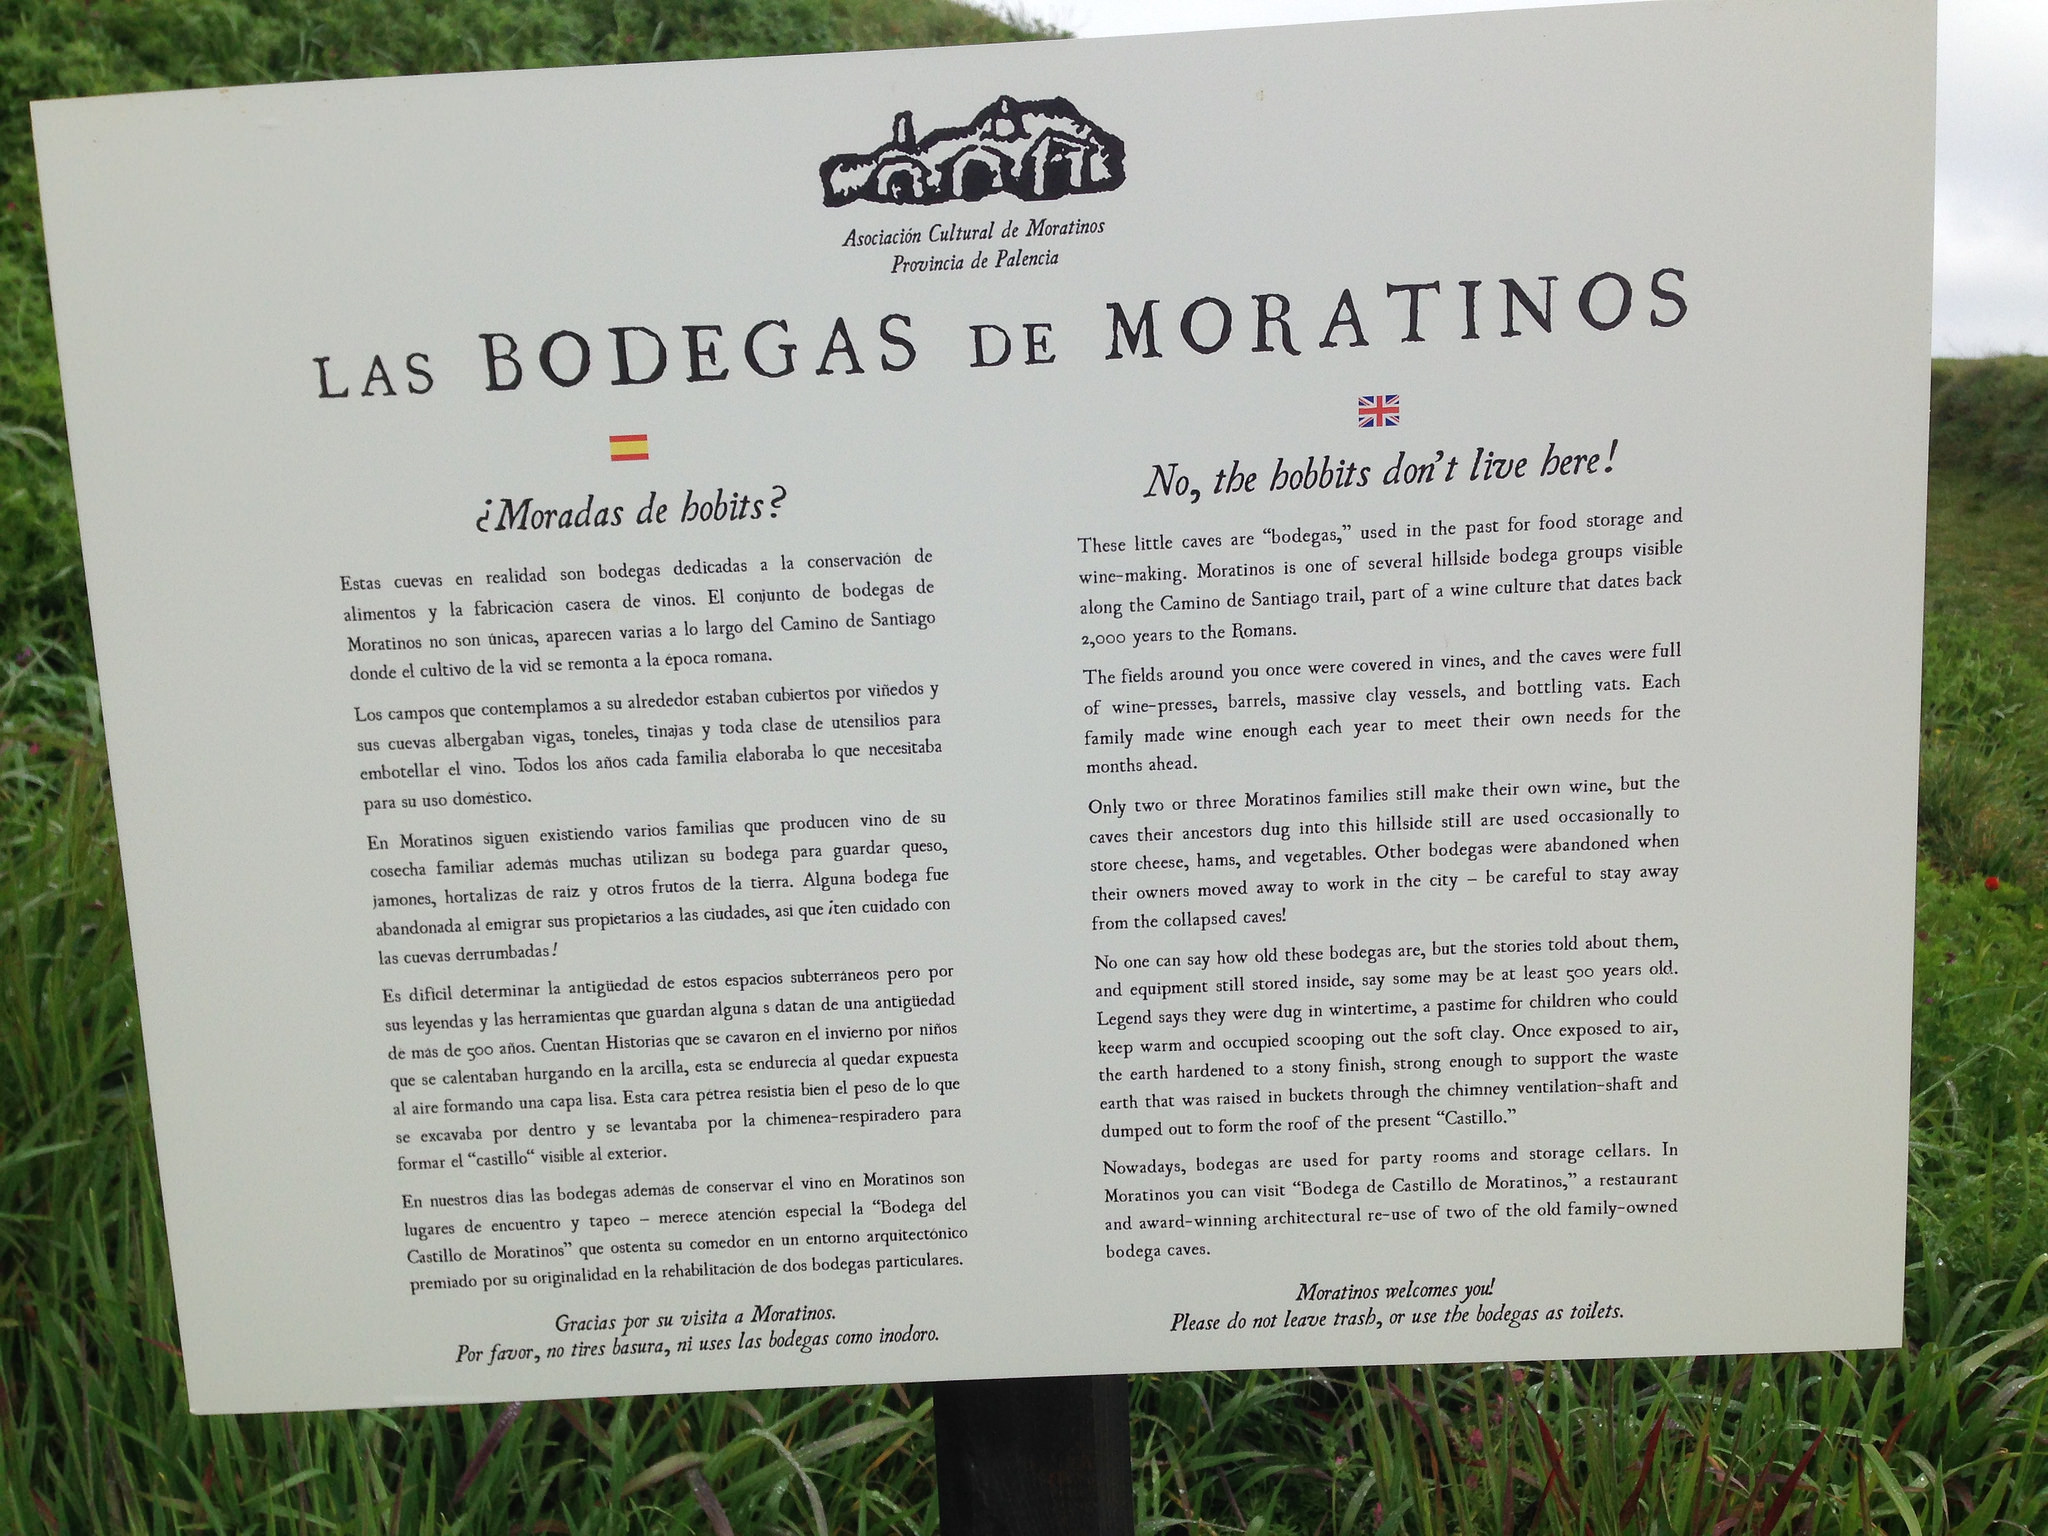 Asociación Cultural de Moratinos
Provincia de Palencia
LAS BODEGAS DE MORATINOS
¿Moradas de hobits?
Estas cuevas en realidad son bodegas dedicadas a la conservación de
alimentos y la fabricación casera de vinos. El conjunto de bodegas de
Moratinos no son únicas, aparecen varias a lo largo del Camino de Santiago
donde el cultivo de la vid se remonta a la época romana.
Los campos que contemplamos a su alrededor estaban cubiertos por viñedos y
sus cuevas albergaban vigas, toneles, tinajas y toda clase de utensilios para
embotellar el vino. Todos los años cada familia elaboraba lo que necesitaba
para su uso doméstico.
En Moratinos siguen existiendo varios familias que producen vino de su
cosecha familiar además muchas utilizan su bodega para guardar queso,
jamones, hortalizas de raíz y otros frutos de la tierra. Alguna bodega fue
abandonada al emigrar sus propietarios a las ciudades, así que ¡ten cuidado con
las cuevas derrumbadas!
Es difícil determinar la antigüedad de estos espacios subterráneos pero por
sus leyendas y las herramientas que guardan alguna s datan de una antigüedad
de más de 500 años. Cuentan Historias que se cavaron en el invierno por niños
que se calentaban hurgando en la arcilla, esta se endurecía al quedar expuesta
al aire formando una capa lisa. Esta cara pétrea resistía bien el peso de lo que
se excavaba por dentro y se levantaba por la chimenea-respiradero para
formar el “castillo“ visible al exterior.
En nuestros días las bodegas además de conservar el vino en Moratinos son
lugares de encuentro y tapeo – merece atención especial la “Bodega del
Castillo de Moratinos” que ostenta su comedor en un entorno arquitectónico
premiado por su originalidad en la rehabilitación de dos bodegas particulares.
Gracias por su visita a Moratinos.
Por favor, no tires basura, ni uses las bodegas como inodoro.
No, the hobbits don't live here!
These little caves are “bodegas,” used in the past for food storage and
wine-making. Moratinos is one of several hillside bodega groups visible
along the Camino de Santiago trail, part of a wine culture that dates back
2,000 years to the Romans.
The fields around you once were covered in vines, and the caves were full
of wine-presses, barrels, massive clay vessels, and bottling vats. Each
family made wine enough each year to meet their own needs for the
months ahead.
Only two or three Moratinos families still make their own wine, but the
caves their ancestors dug into this hillside still are used occasionally to
store cheese, hams, and vegetables. Other bodegas were abandoned when
their owners moved away to work in the city – be careful to stay away
from the collapsed caves!
No one can say how old these bodegas are, but the stories told about them,
and equipment still stored inside, say some may be at least 500 years old.
Legend says they were dug in wintertime, a pastime for children who could
keep warm and occupied scooping out the soft clay. Once exposed to air,
the earth hardened to a stony finish, strong enough to support the waste
earth that was raised in buckets through the chimney ventilation-shaft and
dumped out to form the roof of the present “Castillo.”
Nowadays, bodegas are used for party rooms and storage cellars. In
Moratinos you can visit “Bodega de Castillo de Moratinos,” a restaurant
and award-winning architectural re-use of two of the old family-owned
bodega caves.
Moratinos welcomes you!
Please do not leave trash, or use the bodegas as toilets.